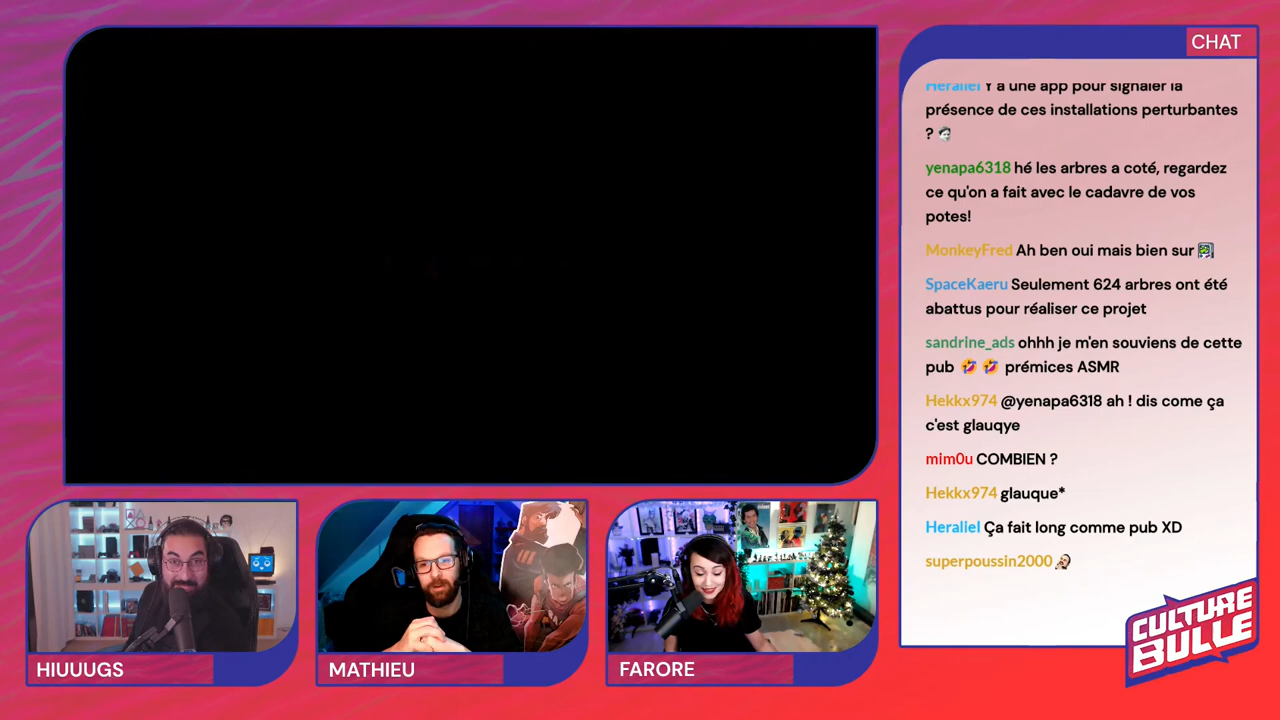 CHAT
Heraliel Y a une app pour signaler la
présence de ces installations perturbantes
?
yenapa6318 hé les arbres a coté, regardez
ce qu'on a fait avec le cadavre de vos
potes!
MonkeyFred Ah ben oui mais bien sur
SpaceKaeru Seulement 624 arbres ont été
abattus pour réaliser ce projet
sandrine_ads ohhh je m'en souviens de cette
pub 🤣 🤣 prémices ASMR
Hekkx974 @yenapa6318 ah ! dis come ça
c'est glauqye
mim0u COMBIEN ?
Hekkx974 glauque*
Heraliel Ça fait long comme pub XD
superpoussin2000
HIUUUGS
MATHIEU
FARORE
CULTURE
BULLE